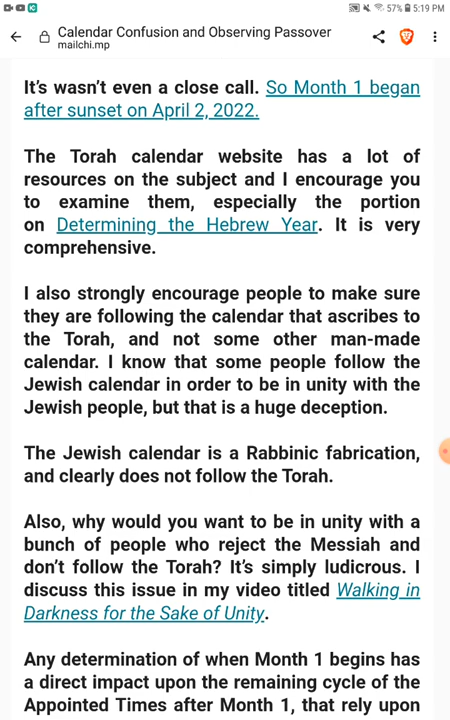 57% 5:19 PM
Calendar Confusion and Observing Passover
mailchi.mp
It's wasn't even a close call. So Month 1 began
after sunset on April 2, 2022.
The Torah calendar website has a lot of
resources on the subject and I encourage you
to examine them, especially the portion
on Determining the Hebrew Year. It is very
comprehensive.
I also strongly encourage people to make sure
they are following the calendar that ascribes to
the Torah, and not some other man-made
calendar. I know that some people follow the
Jewish calendar in order to be in unity with the
Jewish people, but that is a huge deception.
The Jewish calendar is a Rabbinic fabrication,
and clearly does not follow the Torah.
Also, why would you want to be in unity with a
bunch of people who reject the Messiah and
don't follow the Torah? It's simply ludicrous. I
discuss this issue in my video titled Walking in
Darkness for the Sake of Unity.
Any determination of when Month 1 begins has
a direct impact upon the remaining cycle of the
Appointed Times after Month 1, that rely upon